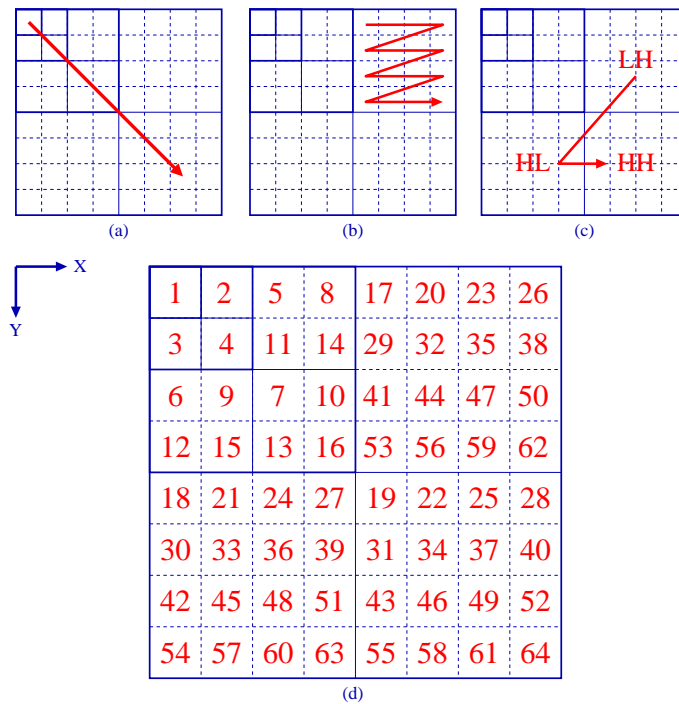 LH
HL HH
(a) (b) (c)
X
Y
1 2 5 8 17 20 23 26
3 4 11 14 29 32 35 38
6 9 7 10 41 44 47 50
12 15 13 16 53 56 59 62
18 21 24 27 19 22 25 28
30 33 36 39 31 34 37 40
42 45 48 51 43 46 49 52
54 57 60 63 55 58 61 64
(d)